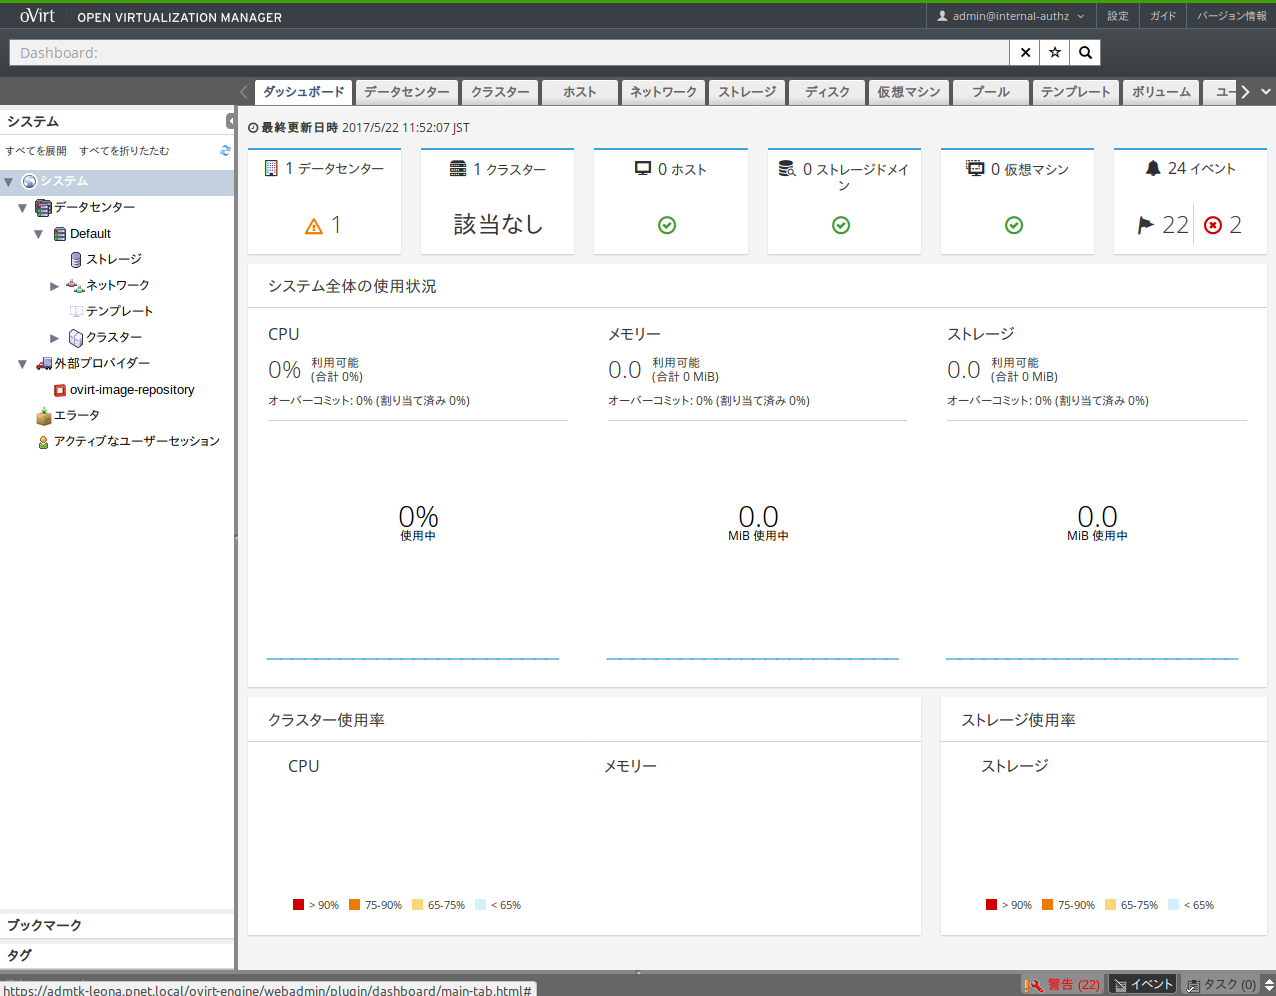 oVirt OPEN VIRTUALIZATION MANAGER admin@internal-authz 設定 ガイド バージョン情報
Dashboard:
ダッシュボード データセンター クラスター ホスト ネットワーク ストレージ ディスク 仮想マシン プール テンプレート ボリューム ユー
システム
すべてを展開 すべてを折りたたむ
システム
データセンター
Default
ストレージ
ネットワーク
テンプレート
クラスター
外部プロバイダー
ovirt-image-repository
エラータ
アクティブなユーザーセッション
ブックマーク
タグ
最終更新日時 2017/5/22 11:52:07 JST
1 データセンター
1
1 クラスター
該当なし
0 ホスト
0 ストレージドメイ
ン
0 仮想マシン
24 イベント
22 2
システム全体の使用状況
CPU
0% 利用可能
(合計 0%)
オーバーコミット: 0% (割り当て済み 0%)
0%
使用中
メモリー
0.0 利用可能
(合計 0 MiB)
オーバーコミット: 0% (割り当て済み 0%)
0.0
MiB 使用中
ストレージ
0.0 利用可能
(合計 0 MiB)
オーバーコミット: 0% (割り当て済み 0%)
0.0
MiB 使用中
クラスター使用率
CPU メモリー
> 90% 75-90% 65-75% < 65%
ストレージ使用率
ストレージ
> 90% 75-90% 65-75% < 65%
https://admtk-leona.pnet.local/ovirt-engine/webadmin/plugin/dashboard/main-tab.html#
警告 (22) イベント タスク (0)